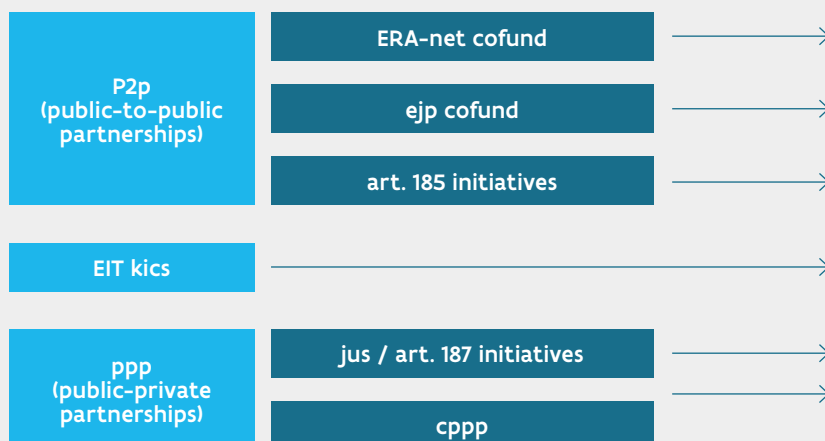 P2p
(public-to-public
partnerships)
ERA-net cofund
ejp cofund
art. 185 initiatives
EIT kics
ppp
(public-private
partnerships)
jus / art. 187 initiatives
cppp